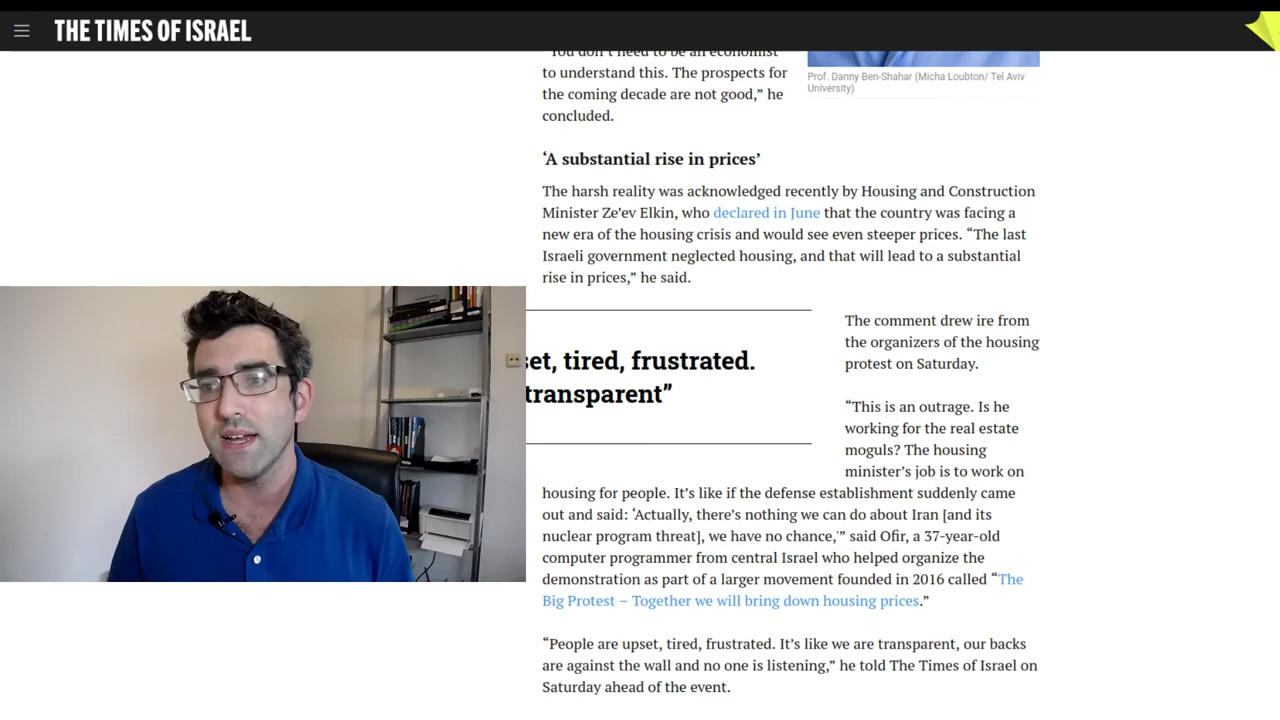 THE TIMES OF ISRAEL
"You don't need to be an economist
to understand this. The prospects for
the coming decade are not good," he
concluded.
Prof. Danny Ben-Shahar (Micha Loubton/ Tel Aviv
University)
‘A substantial rise in prices’
The harsh reality was acknowledged recently by Housing and Construction
Minister Ze’ev Elkin, who declared in June that the country was facing a
new era of the housing crisis and would see even steeper prices. “The last
Israeli government neglected housing, and that will lead to a substantial
rise in prices,” he said.
set, tired, frustrated.
transparent”
The comment drew ire from
the organizers of the housing
protest on Saturday.
“This is an outrage. Is he
working for the real estate
moguls? The housing
minister’s job is to work on
housing for people. It’s like if the defense establishment suddenly came
out and said: ‘Actually, there’s nothing we can do about Iran [and its
nuclear program threat], we have no chance,'” said Ofir, a 37-year-old
computer programmer from central Israel who helped organize the
demonstration as part of a larger movement founded in 2016 called “The
Big Protest – Together we will bring down housing prices.”
“People are upset, tired, frustrated. It’s like we are transparent, our backs
are against the wall and no one is listening,” he told The Times of Israel on
Saturday ahead of the event.